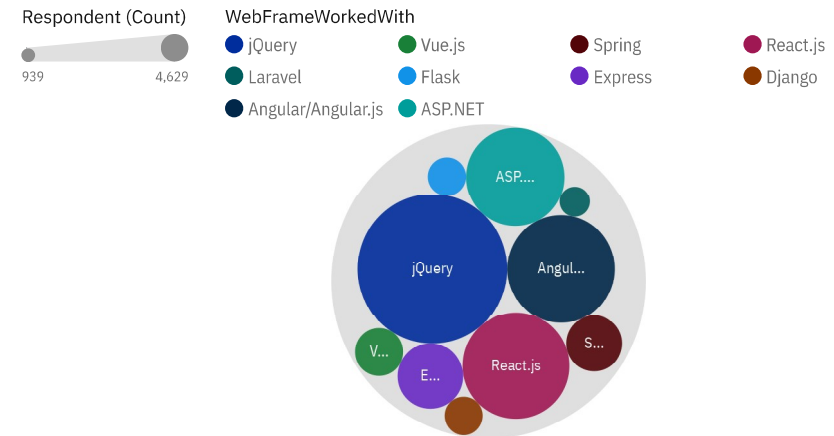 Respondent (Count)
939 4,629
WebFrameWorkedWith
jQuery Vue.js Spring React.js
Laravel Flask Express Django
Angular/Angular.js ASP.NET
ASP....
jQuery Angul...
V... S...
E... React.js